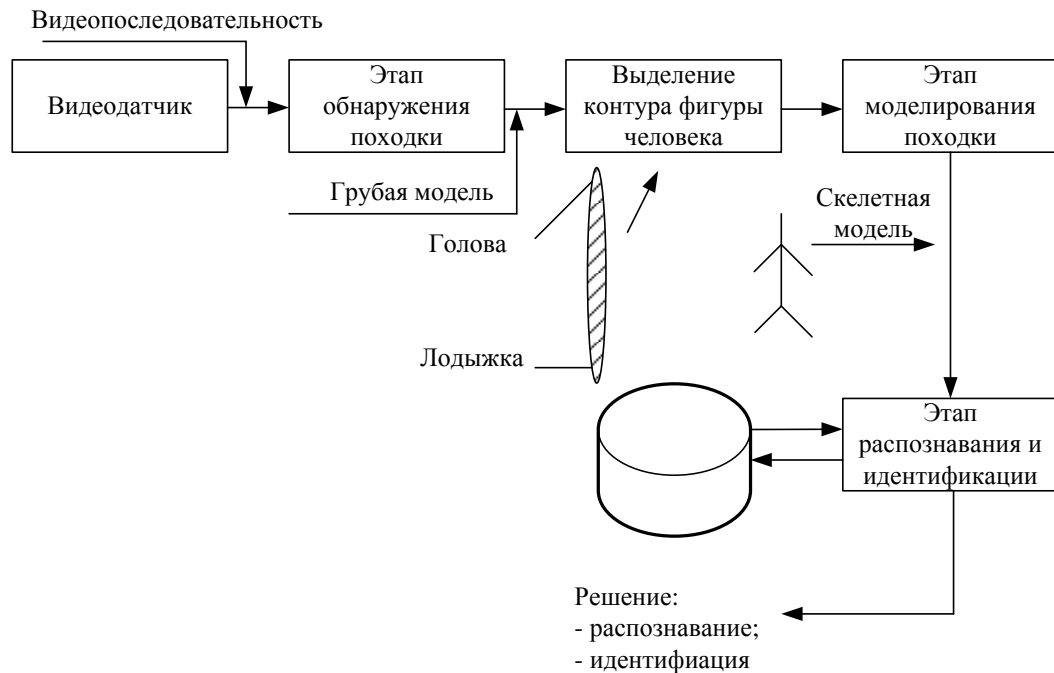 Видеопоследовательность
Видеодатчик
Этап
обнаружения
походки
Выделение
контура фигуры
человека
Этап
моделирования
походки
Грубая модель
Голова
Скелетная
модель
Лодыжка
Этап
распознавания и
идентификации
Решение:
- распознавание;
- идентифиация